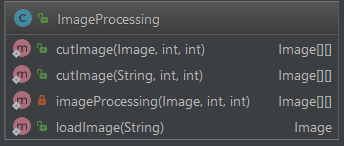 C ImageProcessing
m cutImage(Image, int, int) Image[][]
m cutImage(String, int, int) Image[][]
m imageProcessing(Image, int, int) Image[][]
m loadImage(String) Image